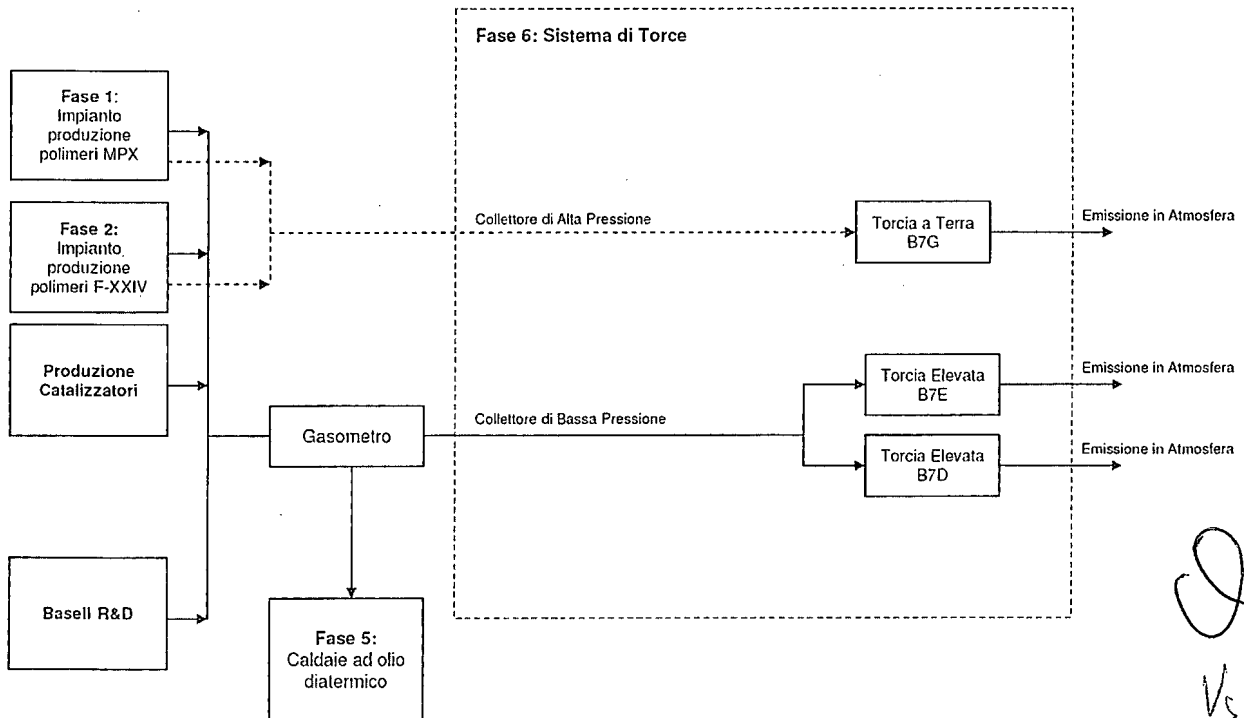 Fase 6: Sistema di Torce
Fase 1:
Impianto
produzione
polimeri MPX
Fase 2:
Impianto
produzione
polimeri F-XXIV
Produzione
Catalizzatori
Basell R&D
Gasometro
Fase 5:
Caldaie ad olio
diatermico
Collettore di Alta Pressione
Torcia a Terra
B7G
Emissione in Atmosfera
Collettore di Bassa Pressione
Torcia Elevata
B7E
Emissione in Atmosfera
Torcia Elevata
B7D
Emissione in Atmosfera